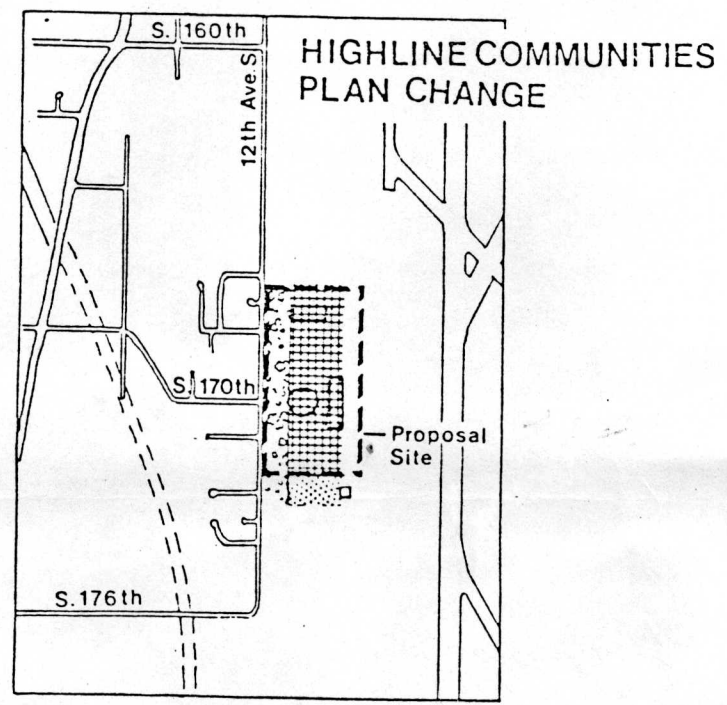 S. 160th
HIGHLINE COMMUNITIES
PLAN CHANGE
12th Ave. S.
S. 170th
Proposal
Site
S. 176th